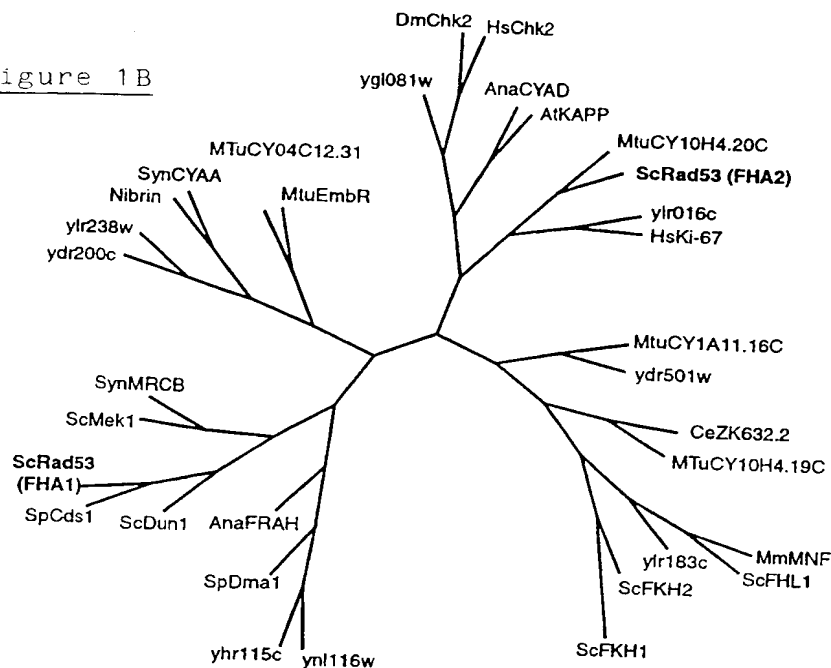 igure 1B
DmChk2
HsChk2
ygl081w
AnaCYAD
AtKAPP
MtuCY10H4.20C
ScRad53 (FHA2)
ylr016c
HsKi-67
MTuCY04C12.31
SynCYAA
Nibrin
MtuEmbR
ylr238w
ydr200c
MtuCY1A11.16C
ydr501w
SynMRCB
ScMek1
CeZK632.2
MTuCY10H4.19C
ScRad53
(FHA1)
SpCds1
ScDun1
AnaFRAH
SpDma1
yhr115c
ynl116w
ylr183c
MmMNF
ScFHL1
ScFKH2
ScFKH1